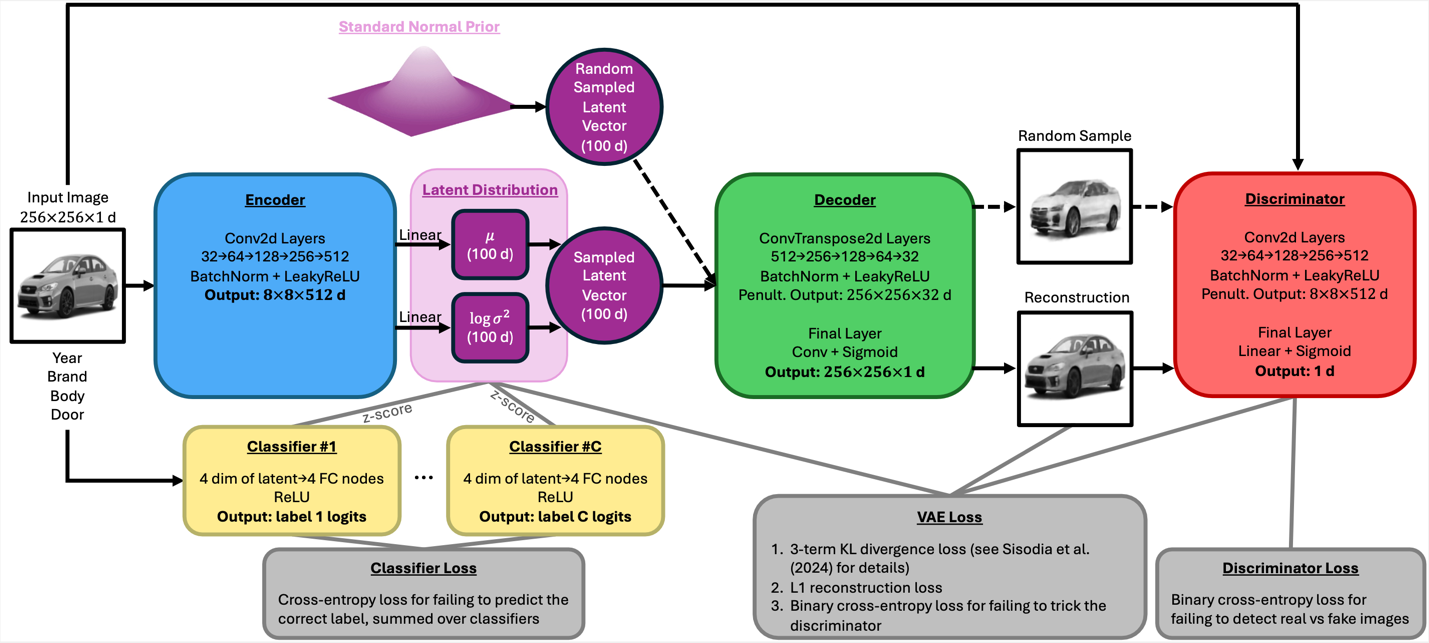 Standard Normal Prior
Random
Sampled
Latent
Vector
(100 d)
Input Image
256×256×1 d
Year
Brand
Body
Door
Encoder
Conv2d Layers
32→64→128→256→512
BatchNorm + LeakyReLU
Output: 8×8×512 d
Linear
Linear
Latent Distribution
μ
(100 d)
log σ²
(100 d)
Sampled
Latent
Vector
(100 d)
Decoder
ConvTranspose2d Layers
512→256→128→64→32
BatchNorm + LeakyReLU
Penult. Output: 256×256×32 d
Final Layer
Conv + Sigmoid
Output: 256×256×1 d
Random Sample
Reconstruction
Discriminator
Conv2d Layers
32→64→128→256→512
BatchNorm + LeakyReLU
Penult. Output: 8×8×512 d
Final Layer
Linear + Sigmoid
Output: 1 d
z-score
z-score
Classifier #1
4 dim of latent→4 FC nodes
ReLU
Output: label 1 logits
...
Classifier #C
4 dim of latent→4 FC nodes
ReLU
Output: label C logits
Classifier Loss
Cross-entropy loss for failing to predict the
correct label, summed over classifiers
VAE Loss
1. 3-term KL divergence loss (see Sisodia et al.
(2024) for details)
2. L1 reconstruction loss
3. Binary cross-entropy loss for failing to trick the
discriminator
Discriminator Loss
Binary cross-entropy loss for
failing to detect real vs fake images